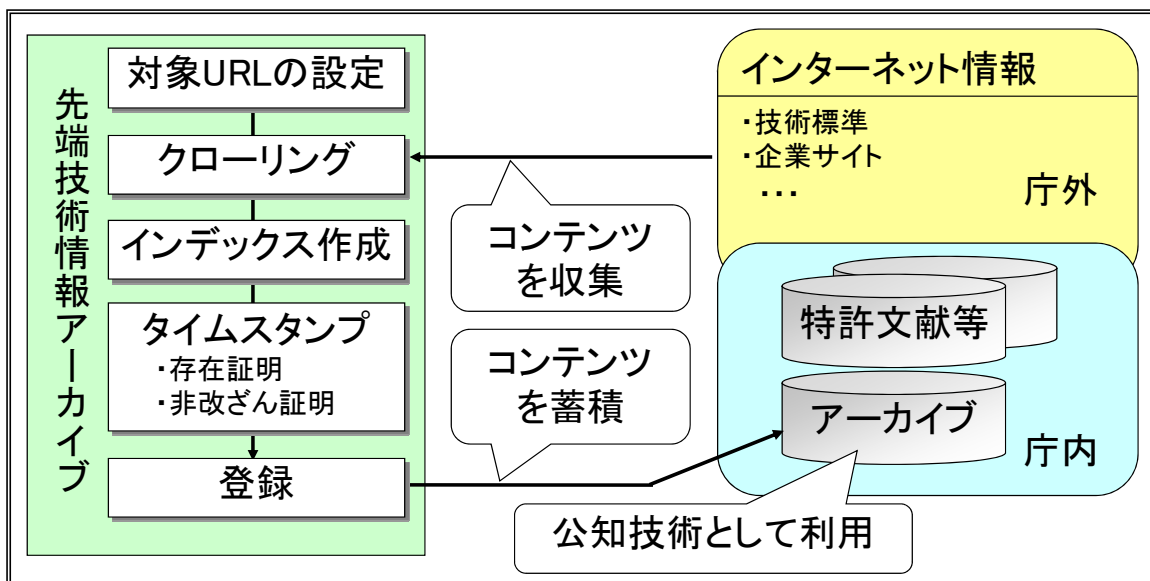 先端技術情報アーカイブ
対象URLの設定
クローリング
インデックス作成
タイムスタンプ
・存在証明
・非改ざん証明
登録
コンテンツ
を収集
コンテンツ
を蓄積
インターネット情報
・技術標準
・企業サイト
・・・
庁外
特許文献等
アーカイブ
庁内
公知技術として利用